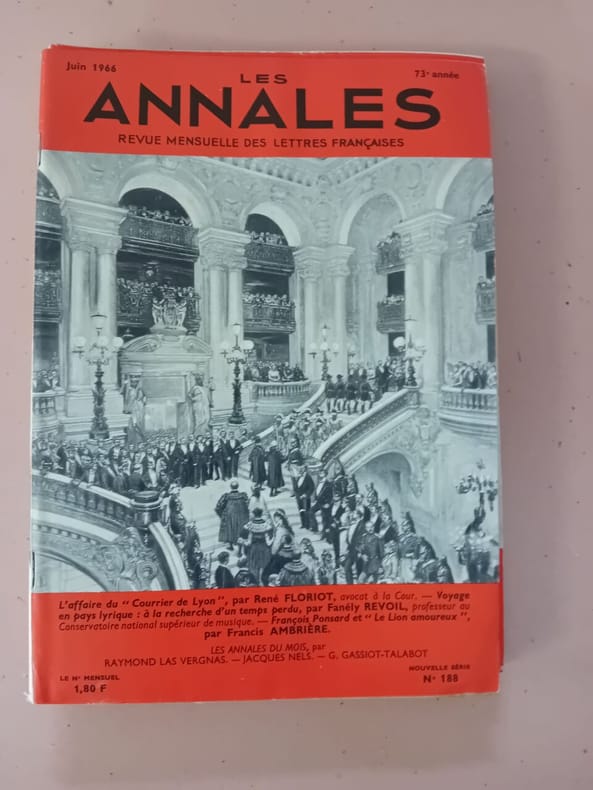 Juin 1966
73e année
LES
ANNALES
REVUE MENSUELLE DES LETTRES FRANÇAISES
L'affaire du “ Courrier de Lyon ”, par René FLORIOT, avocat à la Cour. — Voyage
en pays lyrique : à la recherche d'un temps perdu, par Fanély REVOIL, professeur au
Conservatoire national supérieur de musique. — François Ponsard et “ Le Lion amoureux ”,
par Francis AMBRIÈRE.
LES ANNALES DU MOIS, par
RAYMOND LAS VERGNAS. — JACQUES NELS. — G. GASSIOT-TALABOT
LE No MENSUEL
1,80 F
NOUVELLE SÉRIE
No 188